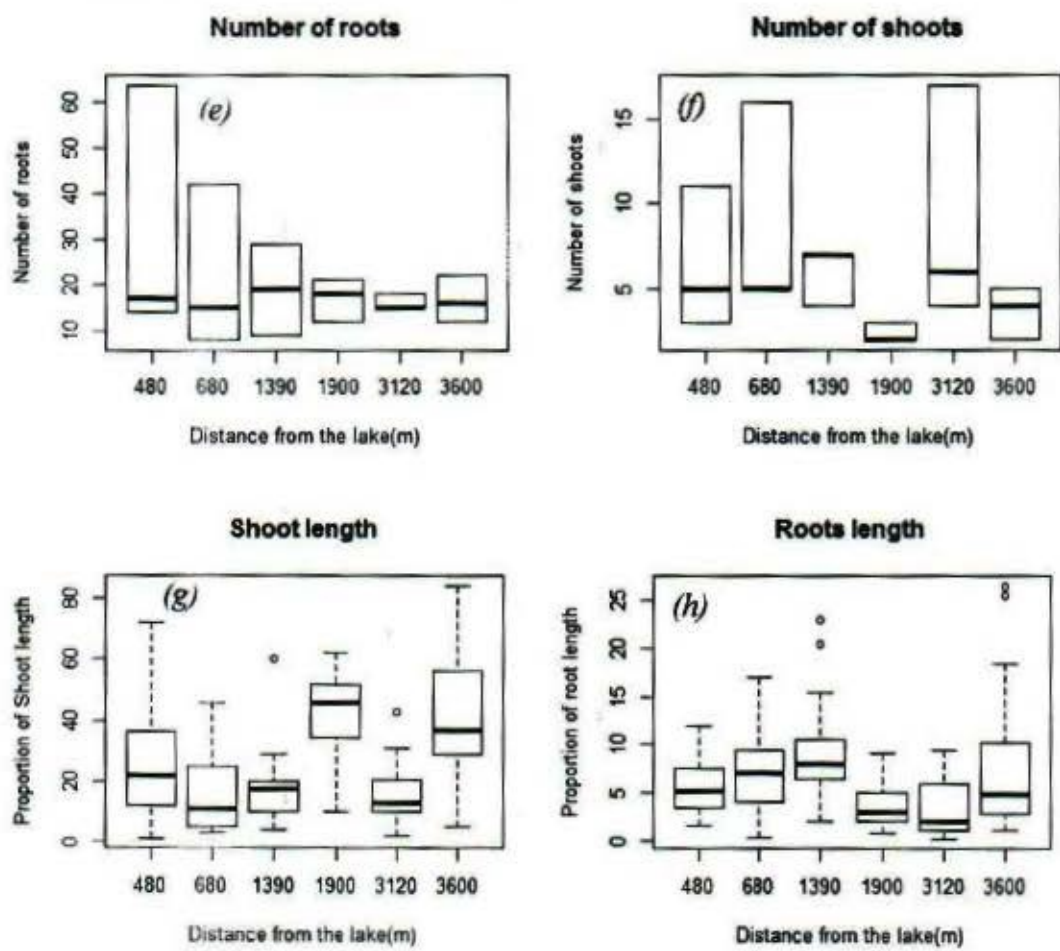 Number of roots
(e)
Number of roots
60
50
40
30
20
10
480 680 1390 1900 3120 3600
Distance from the lake(m)
Number of shoots
(f)
Number of shoots
15
10
5
480 680 1390 1900 3120 3600
Distance from the lake(m)
Shoot length
(g)
Proportion of Shoot length
80
60
40
20
0
480 680 1390 1900 3120 3600
Distance from the lake(m)
Roots length
(h)
Proportion of root length
25
20
15
10
5
0
480 680 1390 1900 3120 3600
Distance from the lake(m)